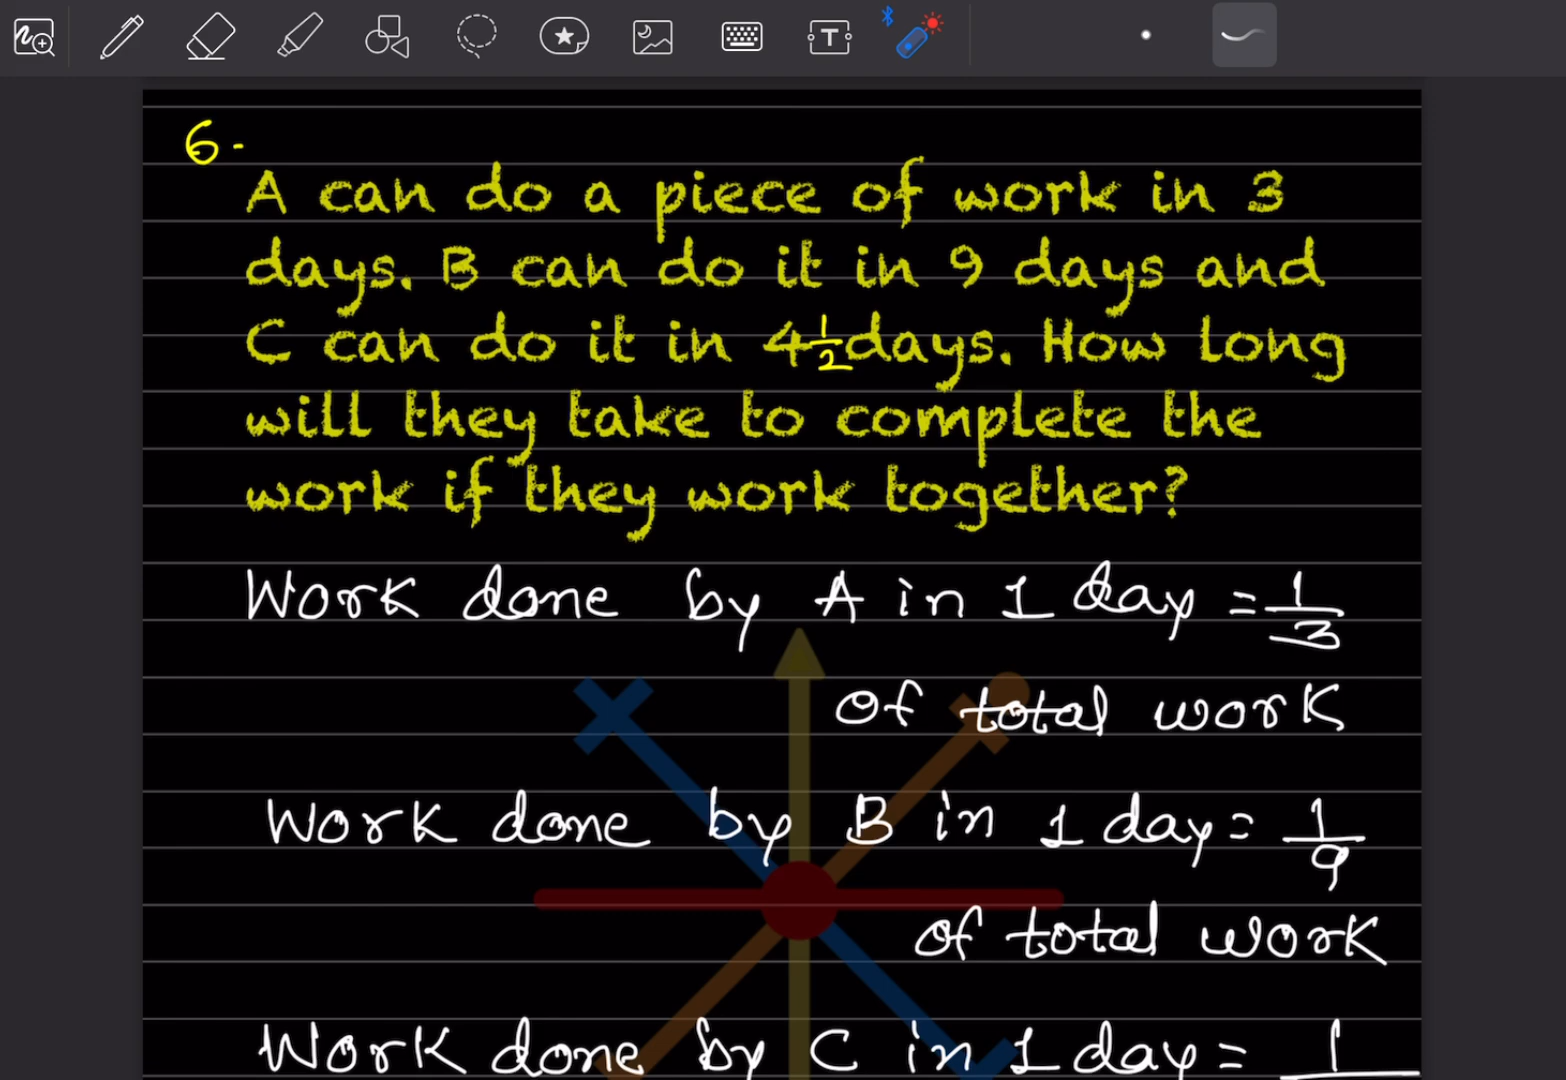 6-
A can do a piece of work in 3
days. B can do it in 9 days and
C can do it in 4 1/2 days. How long
will they take to complete the
work if they work together?
Work done by A in 1 day = 1/3
of total work
Work done by B in 1 day = 1/9
of total work
Work done by C in 1 day = 1